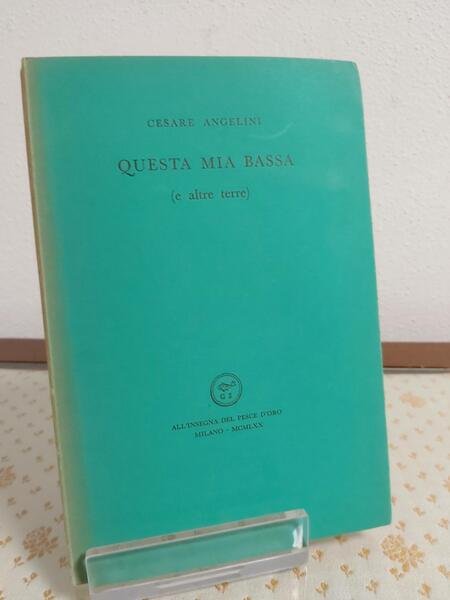 CESARE ANGELINI
QUESTA MIA BASSA
(e altre terre)
ALL'INSEGNA DEL PESCE D'ORO
MILANO - MCMLXX